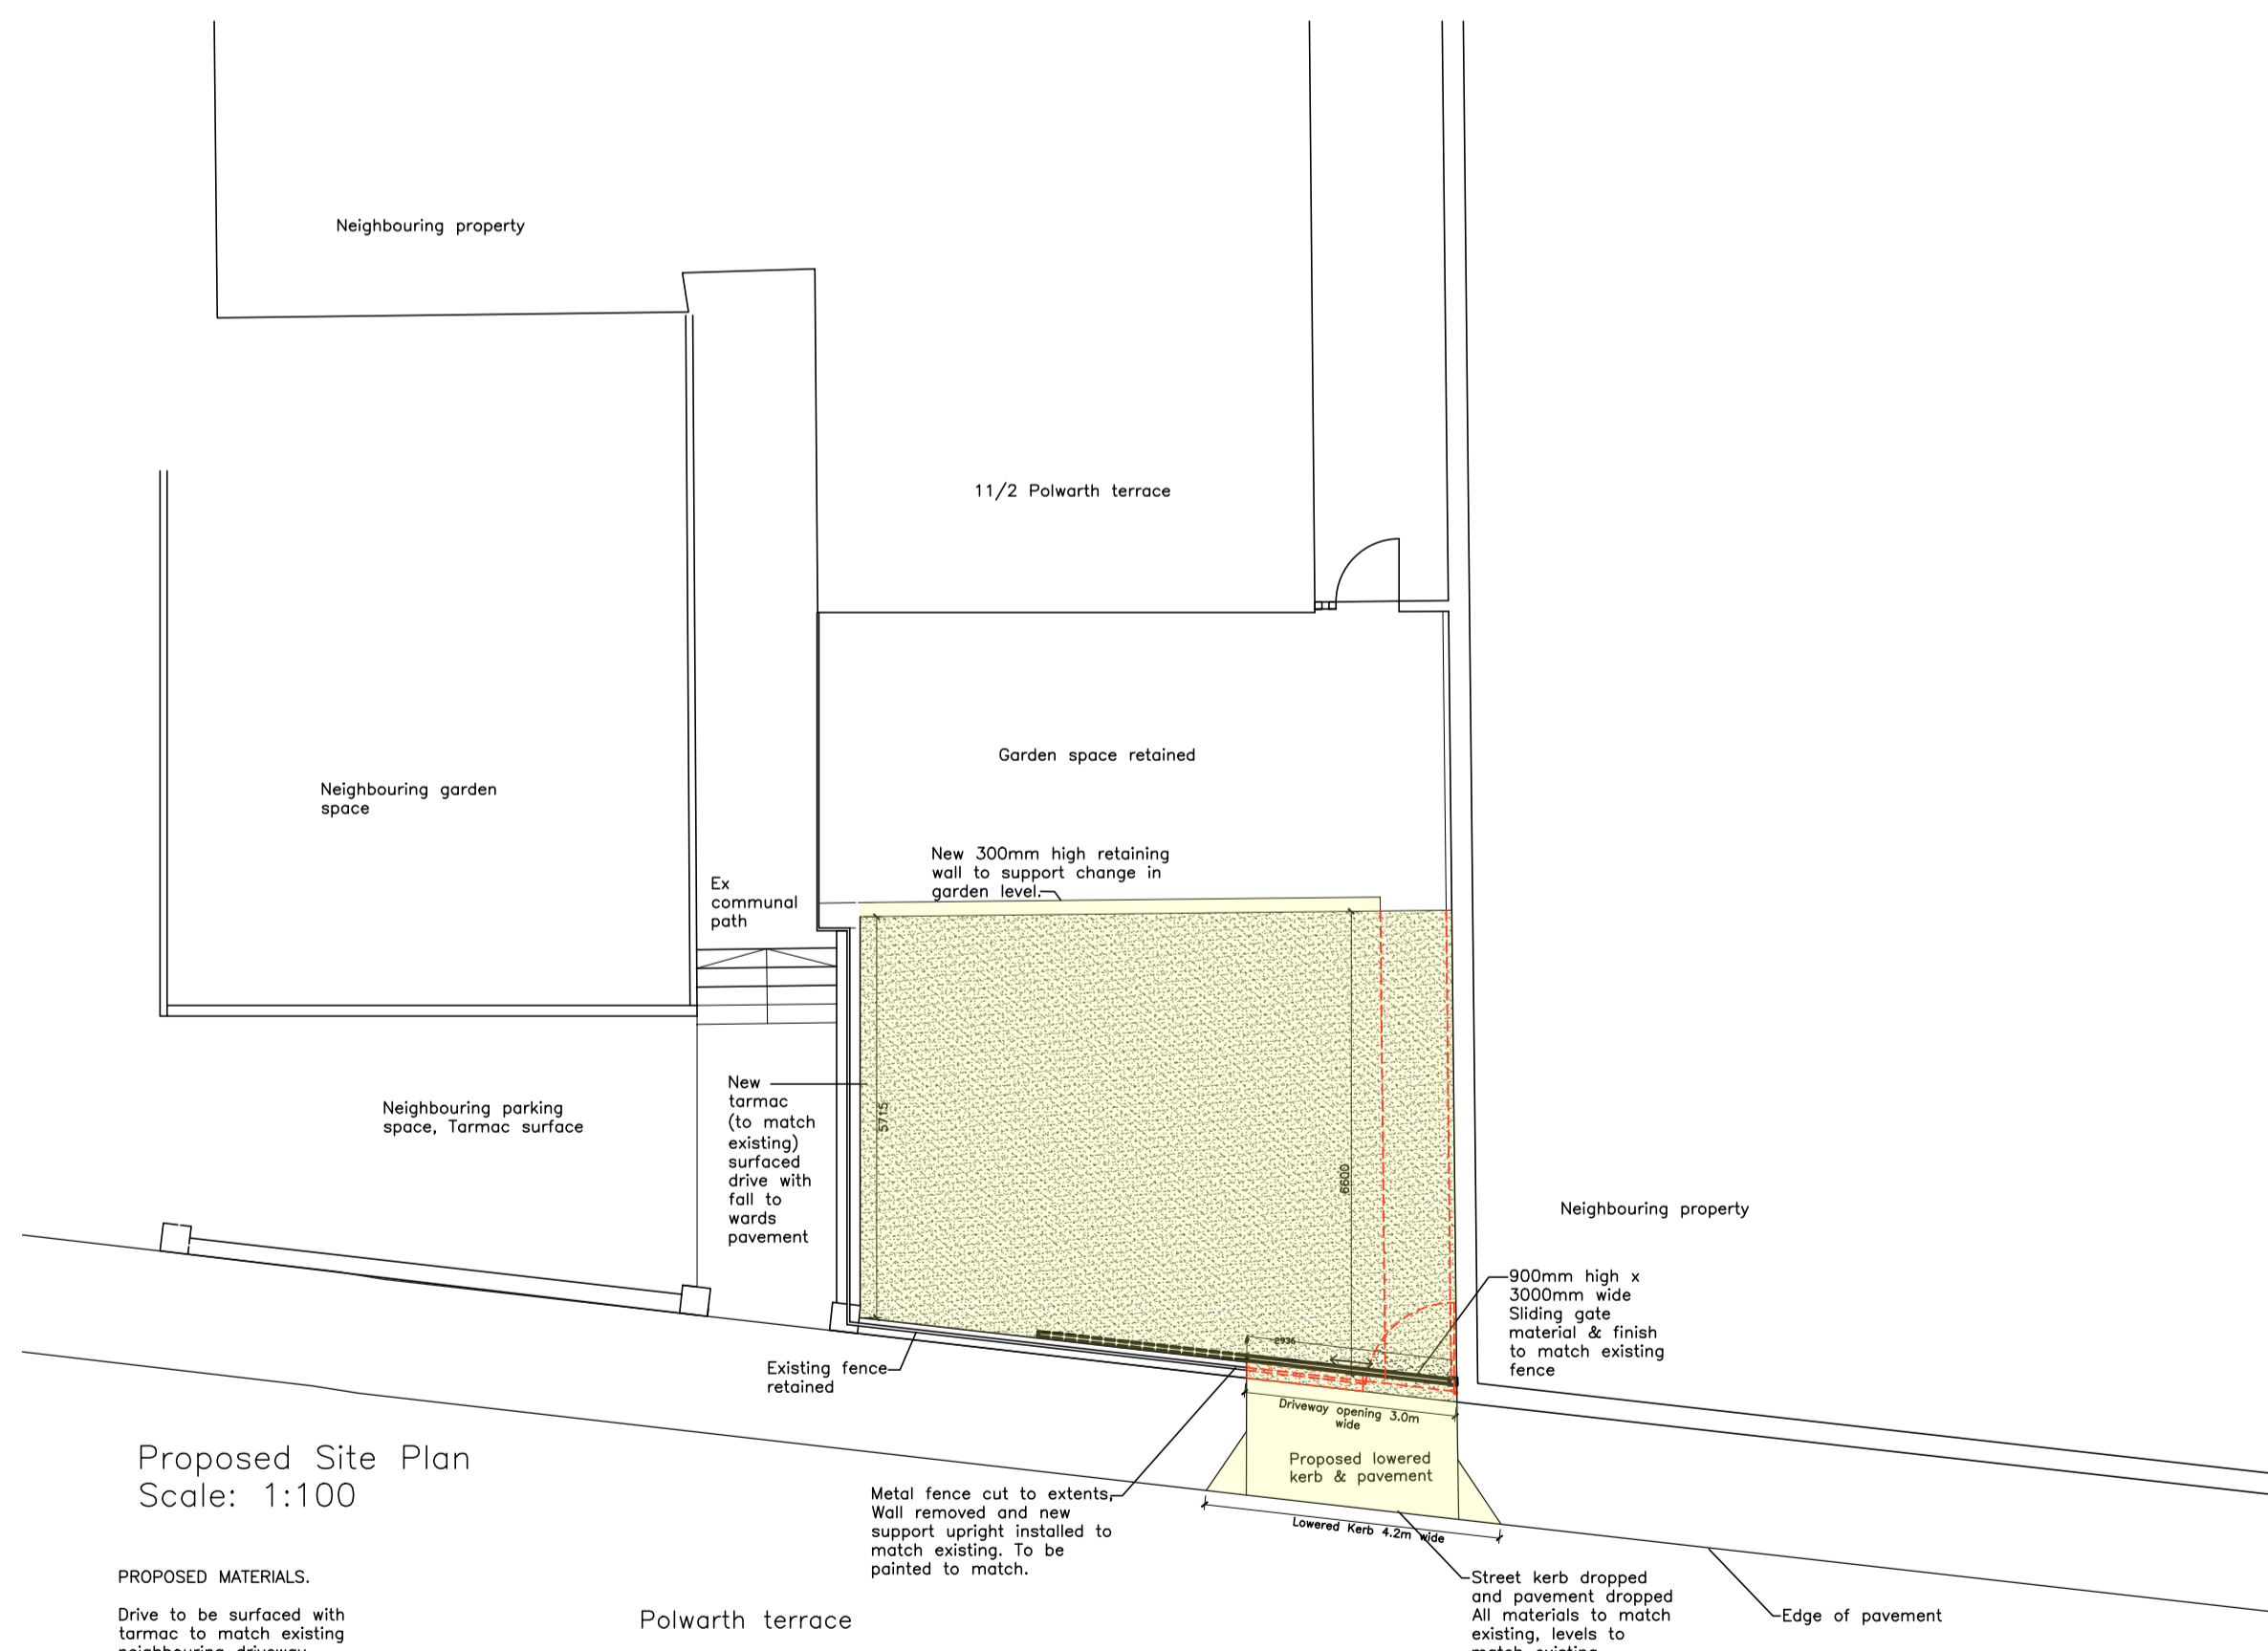 Neighbouring property
11/2 Polwarth terrace
Garden space retained
Neighbouring garden
space
New 300mm high retaining
wall to support change in
garden level.
Ex
communal
path
New
tarmac
(to match
existing)
surfaced
drive with
fall to
wards
pavement
5715
6600
Neighbouring parking
space, Tarmac surface
Neighbouring property
900mm high x
3000mm wide
Sliding gate
material & finish
to match existing
fence
2936
Existing fence
retained
Driveway opening 3.0m
wide
Proposed lowered
kerb & pavement
Lowered Kerb 4.2m wide
Metal fence cut to extents,
Wall removed and new
support upright installed to
match existing. To be
painted to match.
Street kerb dropped
and pavement dropped
All materials to match
existing, levels to
match existing
Edge of pavement
Proposed Site Plan
Scale: 1:100
PROPOSED MATERIALS.
Drive to be surfaced with
tarmac to match existing
neighbouring driveway
Polwarth terrace